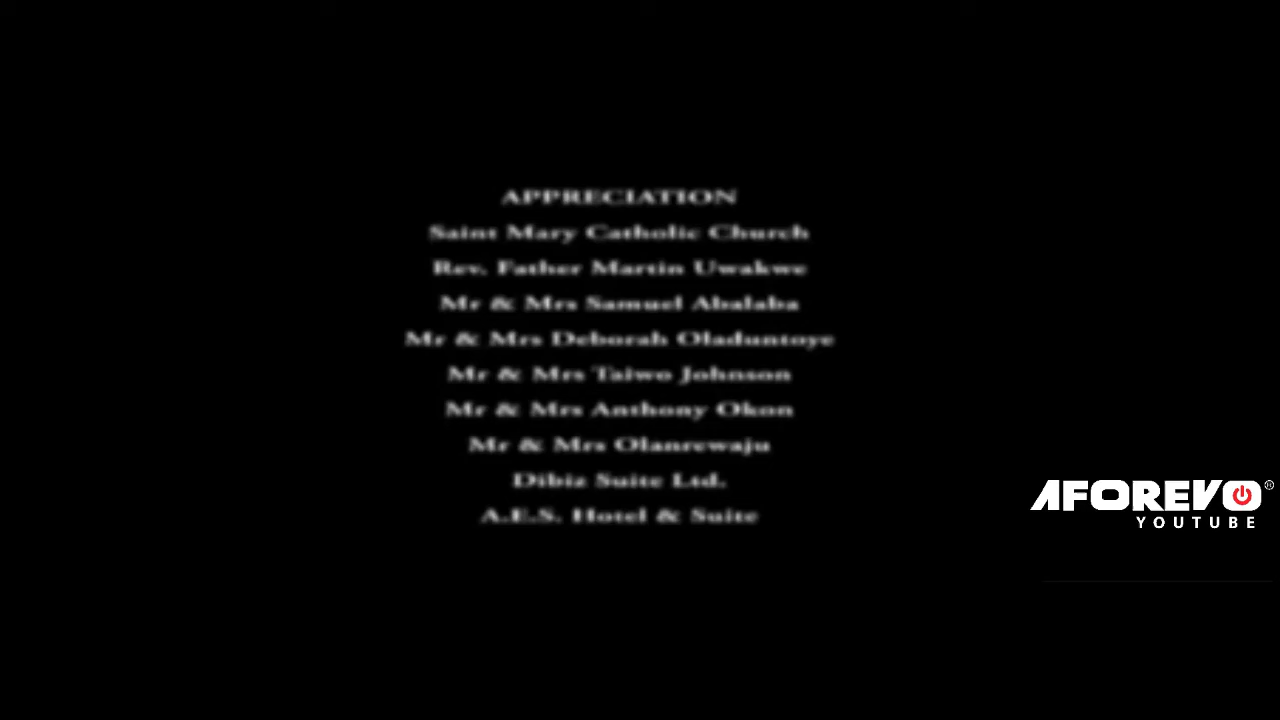 APPRECIATION
Saint Mary Catholic Church
Rev. Father Martin Uwakwe
Mr & Mrs Samuel Abalaba
Mr & Mrs Deborah Oladuntoye
Mr & Mrs Taiwo Johnson
Mr & Mrs Anthony Okon
Mr & Mrs Olanrewaju
Dibiz Suite Ltd.
A.E.S. Hotel & Suite
AFOREVO®
YOUTUBE